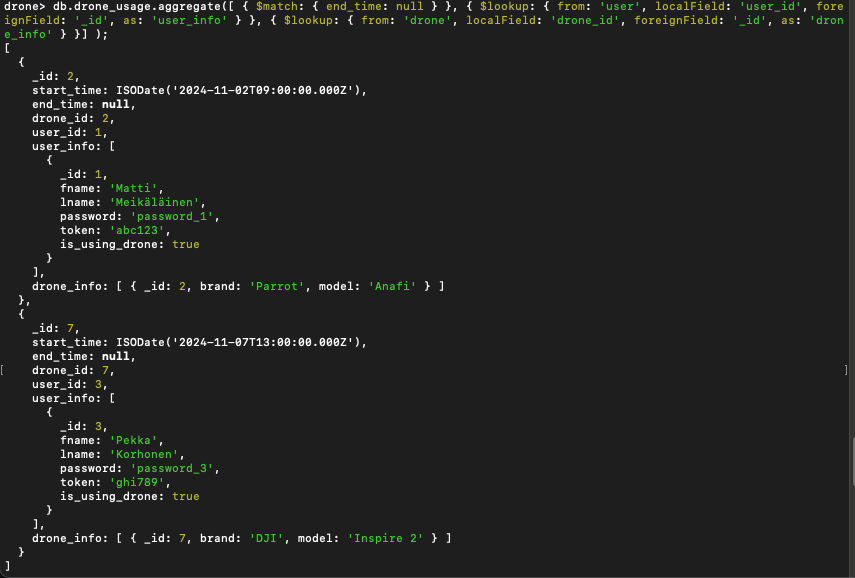 drone> db.drone_usage.aggregate([ { $match: { end_time: null } }, { $lookup: { from: 'user', localField: 'user_id', fore
ignField: '_id', as: 'user_info' } }, { $lookup: { from: 'drone', localField: 'drone_id', foreignField: '_id', as: 'dron
e_info' } }] );
[
  {
    _id: 2,
    start_time: ISODate('2024-11-02T09:00:00.000Z'),
    end_time: null,
    drone_id: 2,
    user_id: 1,
    user_info: [
      {
        _id: 1,
        fname: 'Matti',
        lname: 'Meikäläinen',
        password: 'password_1',
        token: 'abc123',
        is_using_drone: true
      }
    ],
    drone_info: [ { _id: 2, brand: 'Parrot', model: 'Anafi' } ]
  },
  {
    _id: 7,
    start_time: ISODate('2024-11-07T13:00:00.000Z'),
    end_time: null,
[   drone_id: 7, ]
    user_id: 3,
    user_info: [
      {
        _id: 3,
        fname: 'Pekka',
        lname: 'Korhonen',
        password: 'password_3',
        token: 'ghi789',
        is_using_drone: true
      }
    ],
    drone_info: [ { _id: 7, brand: 'DJI', model: 'Inspire 2' } ]
  }
]